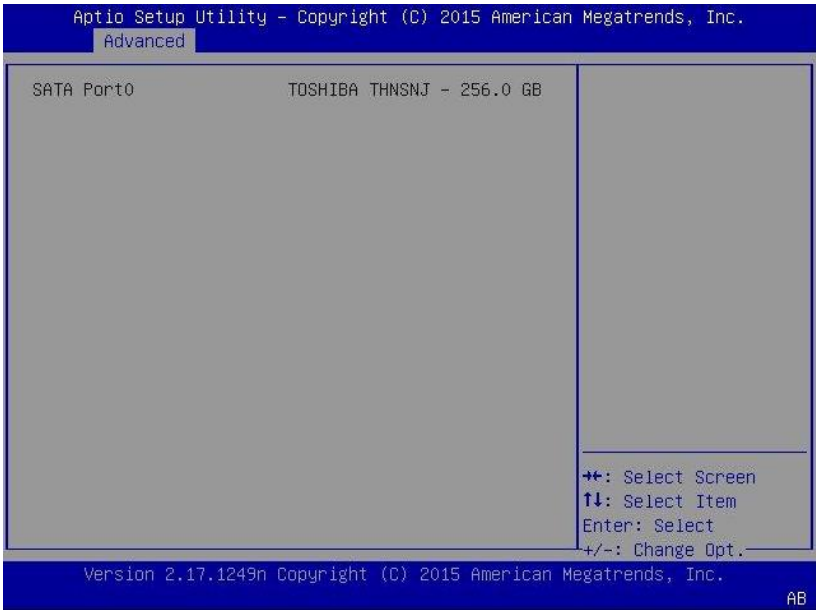 Aptio Setup Utility – Copyright (C) 2015 American Megatrends, Inc.
Advanced
SATA Port0 TOSHIBA THNSNJ – 256.0 GB
→←: Select Screen
↑↓: Select Item
Enter: Select
+/-: Change Opt.
Version 2.17.1249n Copyright (C) 2015 American Megatrends, Inc.
AB